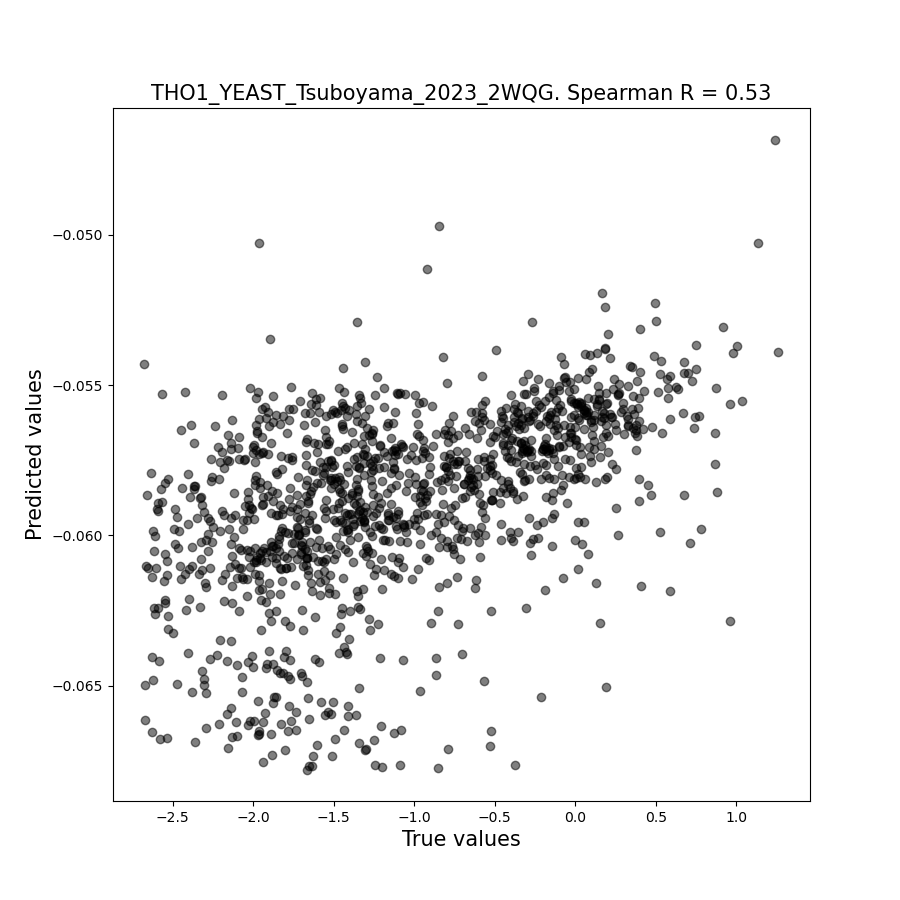 THO1_YEAST_Tsuboyama_2023_2WQG. Spearman R = 0.53
Predicted values
−0.050
−0.055
−0.060
−0.065
−2.5 −2.0 −1.5 −1.0 −0.5 0.0 0.5 1.0
True values